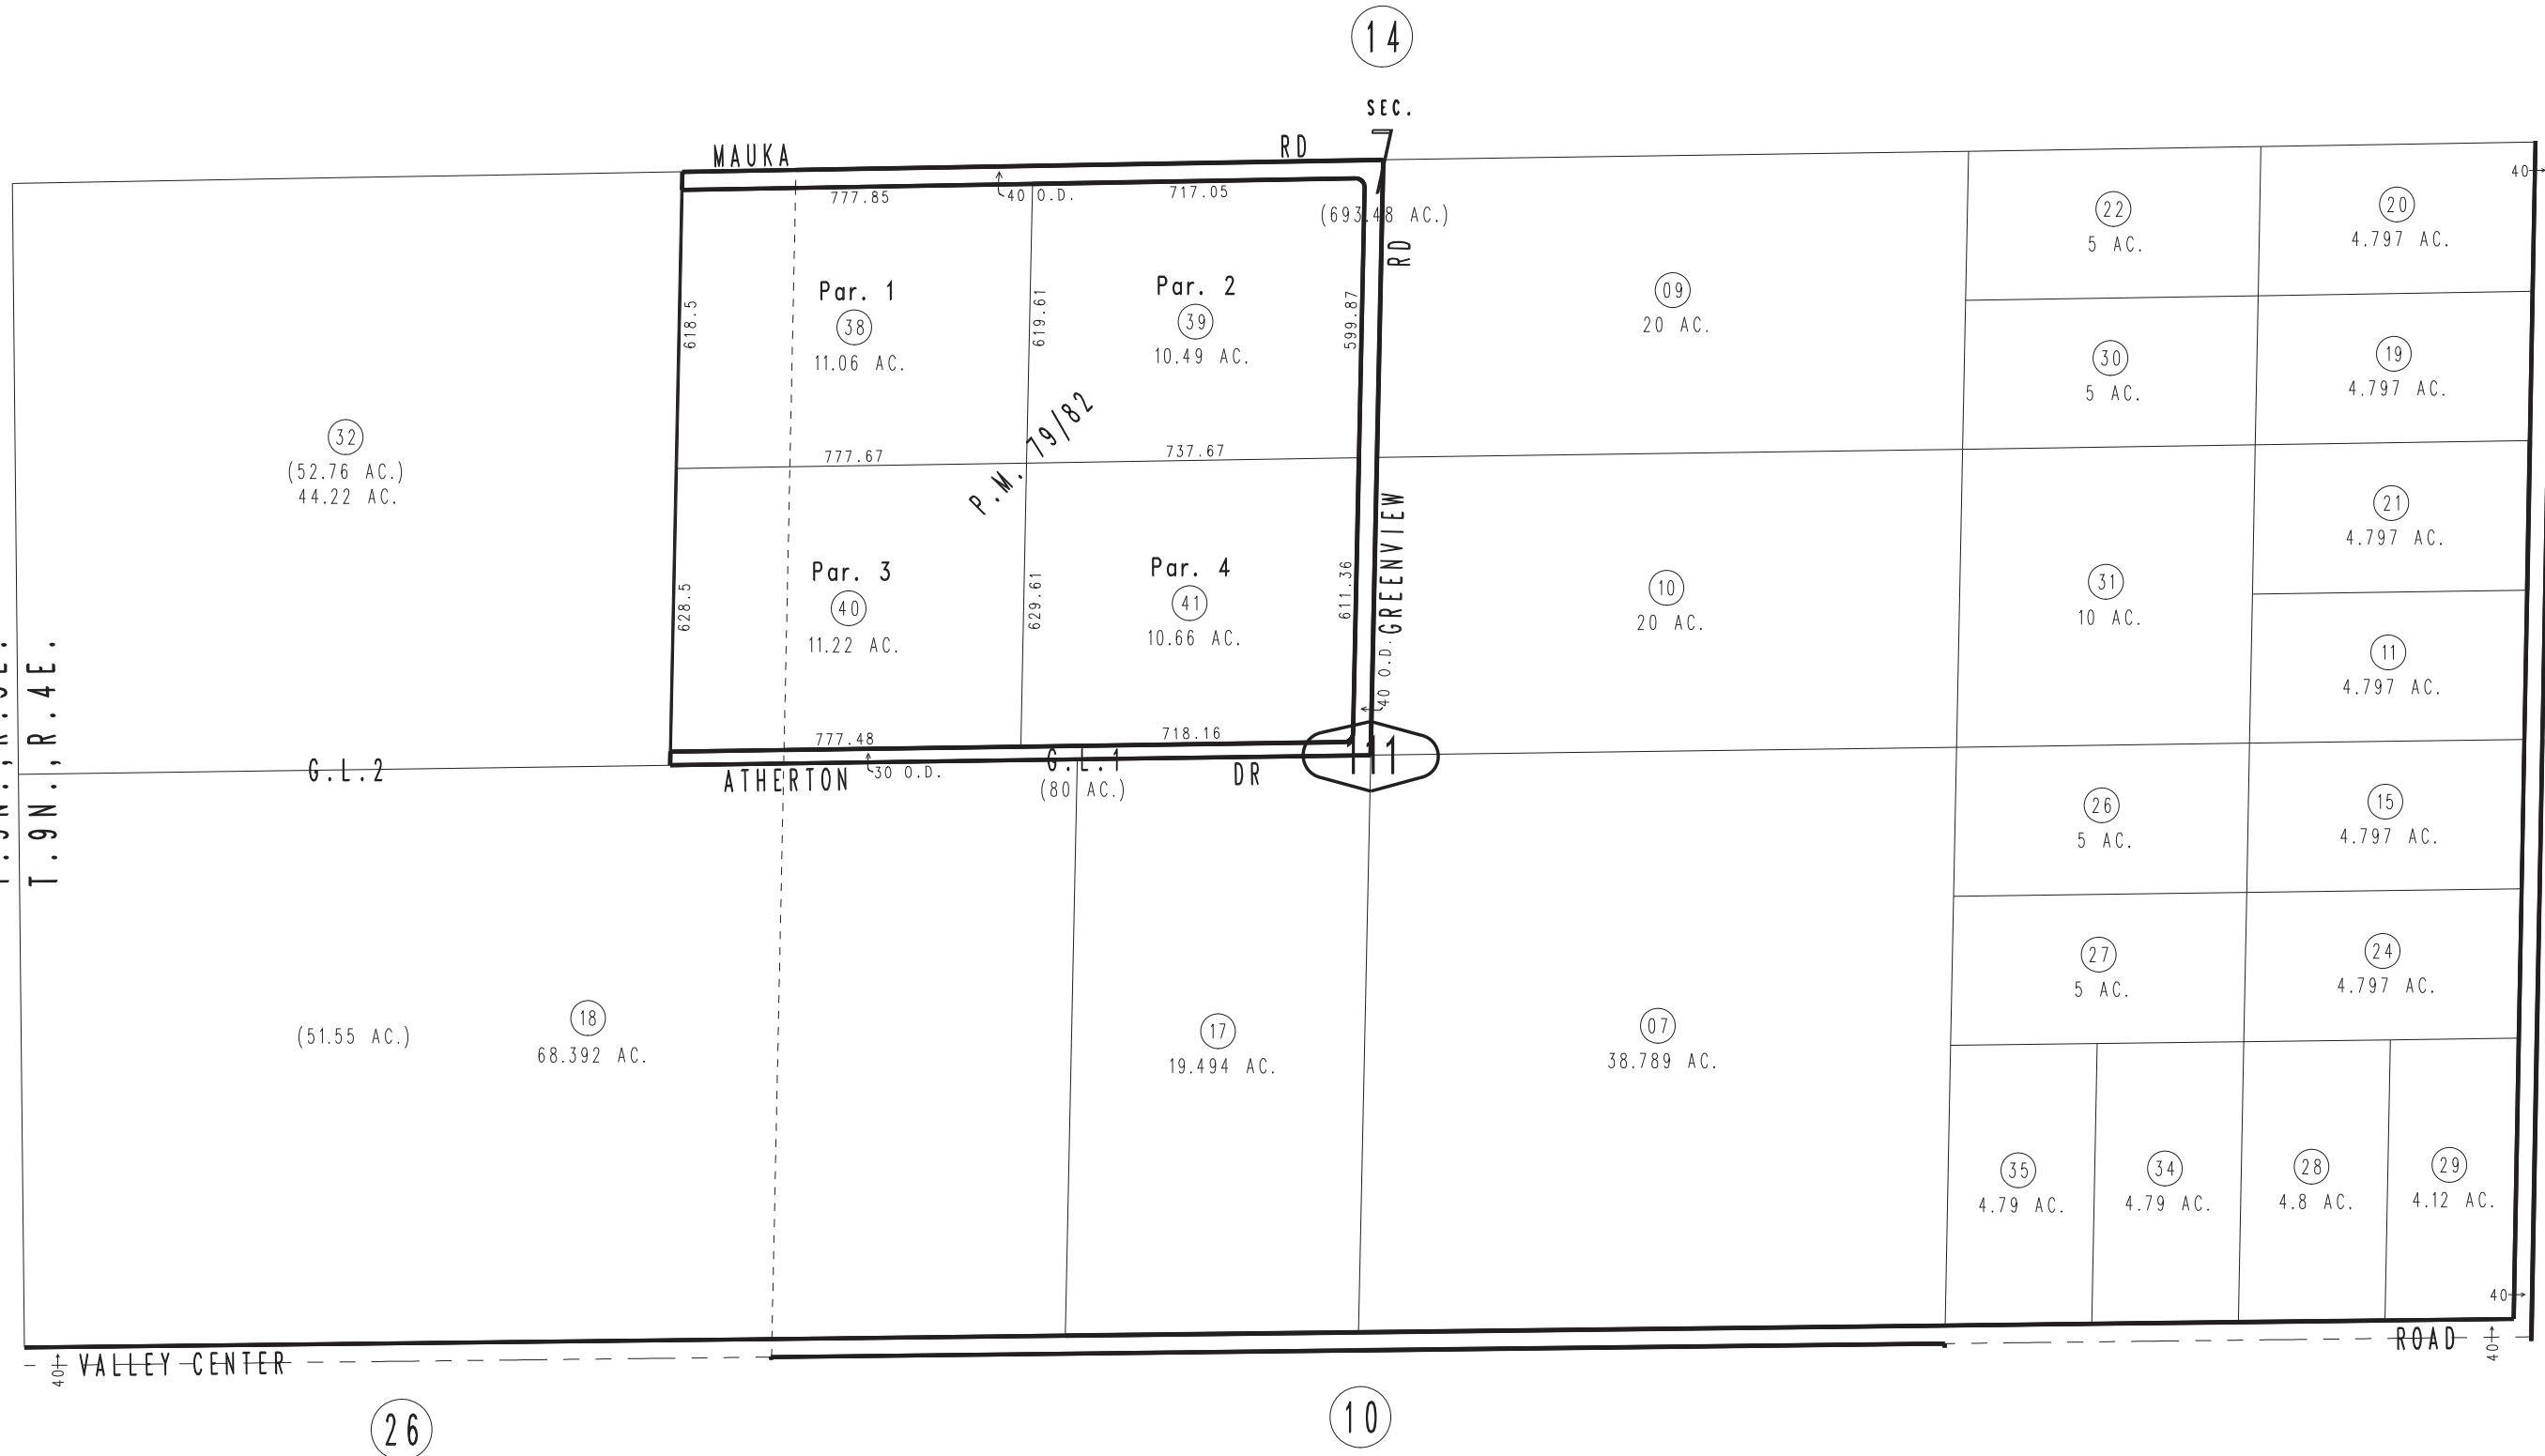 14
SEC.
7
(693.48 AC.)
MAUKA RD
777.85
40 O.D.
717.05
40
RD
22
5 AC.
20
4.797 AC.
Par. 1
38
11.06 AC.
Par. 2
39
10.49 AC.
618.5
619.61
599.87
09
20 AC.
30
5 AC.
19
4.797 AC.
32
(52.76 AC.)
44.22 AC.
P.M. 79/82
777.67
737.67
GREENVIEW
40 O.D.
21
4.797 AC.
Par. 3
40
11.22 AC.
Par. 4
41
10.66 AC.
628.5
629.61
611.36
10
20 AC.
31
10 AC.
11
4.797 AC.
T.9N.,R.4E.
777.48
718.16
G.L.2
ATHERTON DR
30 O.D.
G.L.1
(80 AC.)
111
26
5 AC.
15
4.797 AC.
27
5 AC.
24
4.797 AC.
(51.55 AC.)
18
68.392 AC.
17
19.494 AC.
07
38.789 AC.
35
4.79 AC.
34
4.79 AC.
28
4.8 AC.
29
4.12 AC.
40
40
VALLEY CENTER ROAD
40
26
10